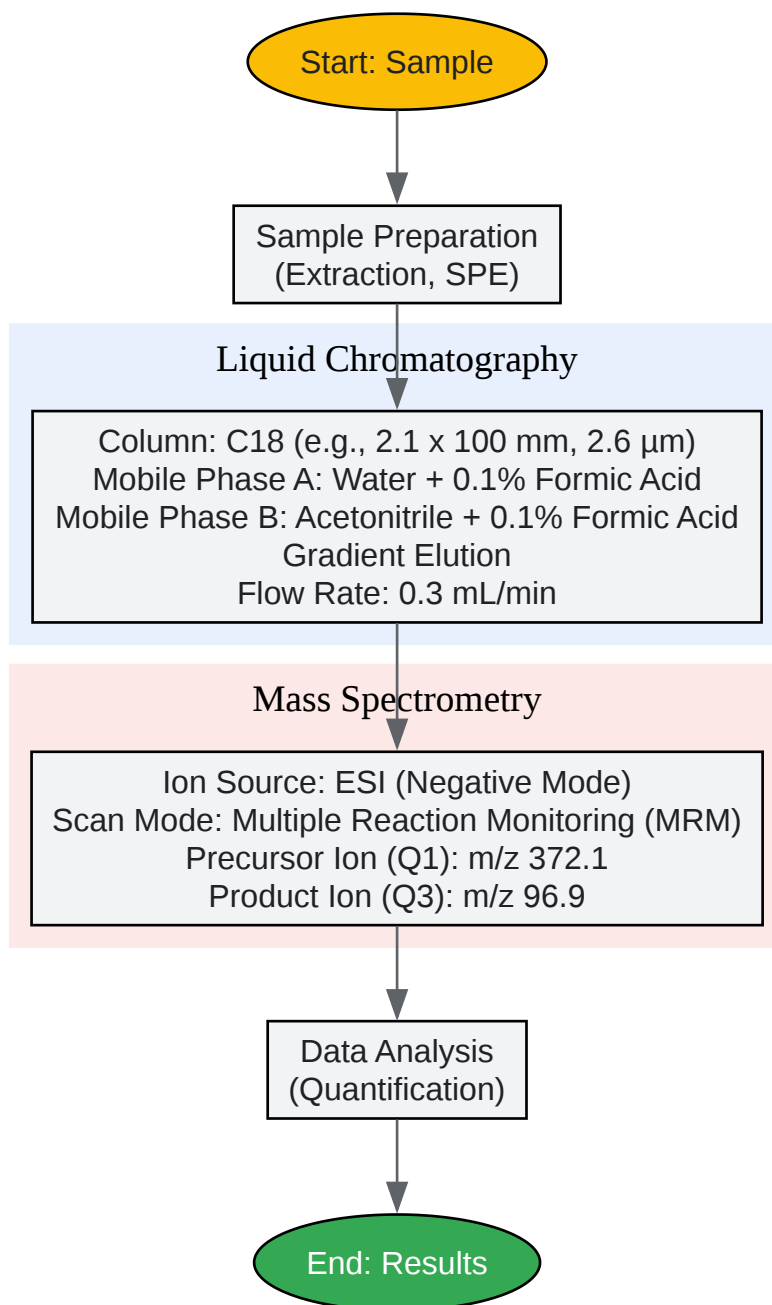 Start: Sample
Sample Preparation
(Extraction, SPE)
Liquid Chromatography
Column: C18 (e.g., 2.1 x 100 mm, 2.6 µm)
Mobile Phase A: Water + 0.1% Formic Acid
Mobile Phase B: Acetonitrile + 0.1% Formic Acid
Gradient Elution
Flow Rate: 0.3 mL/min
Mass Spectrometry
Ion Source: ESI (Negative Mode)
Scan Mode: Multiple Reaction Monitoring (MRM)
Precursor Ion (Q1): m/z 372.1
Product Ion (Q3): m/z 96.9
Data Analysis
(Quantification)
End: Results